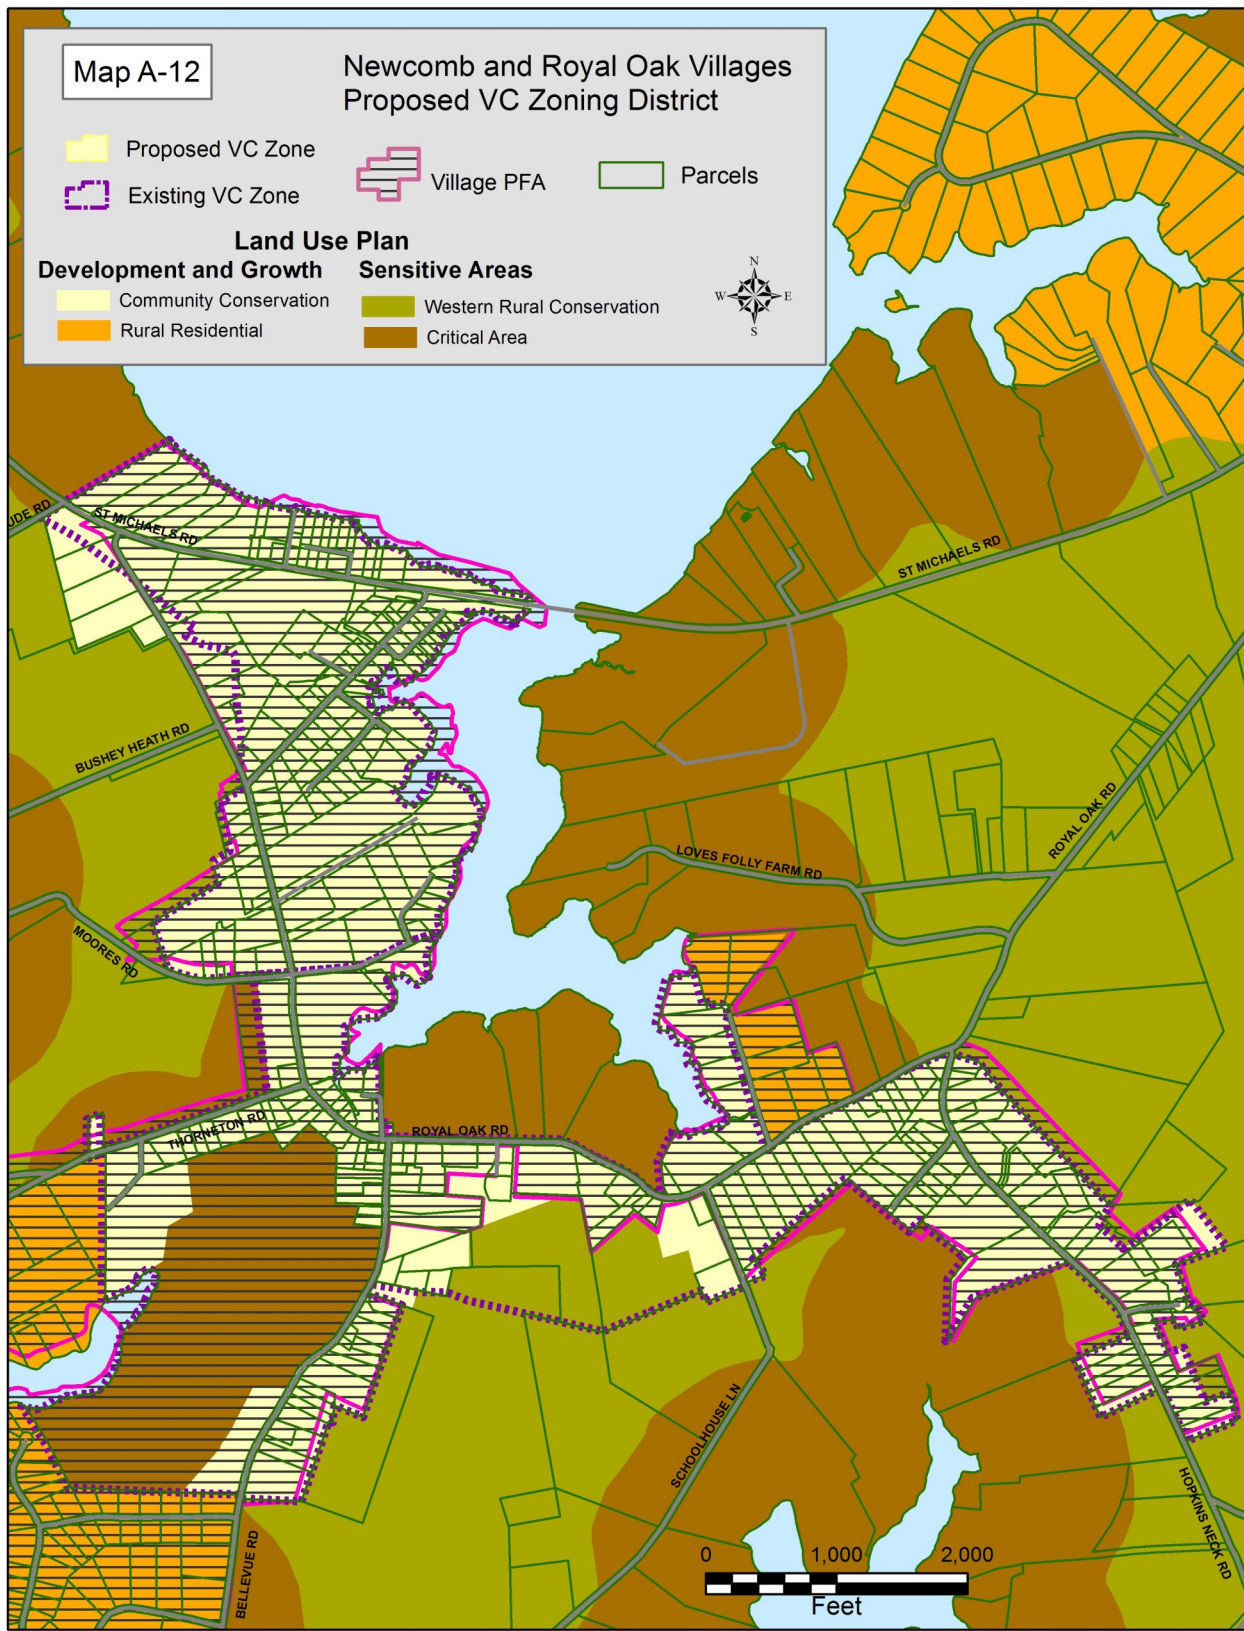 Map A-12
Newcomb and Royal Oak Villages
Proposed VC Zoning District
Proposed VC Zone
Existing VC Zone
Village PFA
Parcels
Land Use Plan
Development and Growth
Sensitive Areas
Community Conservation
Rural Residential
Western Rural Conservation
Critical Area
N
W
E
S
UDE RD
ST MICHAELS RD
ST MICHAELS RD
BUSHEY HEATH RD
ROYAL OAK RD
LOVES FOLLY FARM RD
MOORES RD
THORNETON RD
ROYAL OAK RD
SCHOOLHOUSE LN
HOPKINS NECK RD
BELLEVUE RD
0
1,000
2,000
Feet